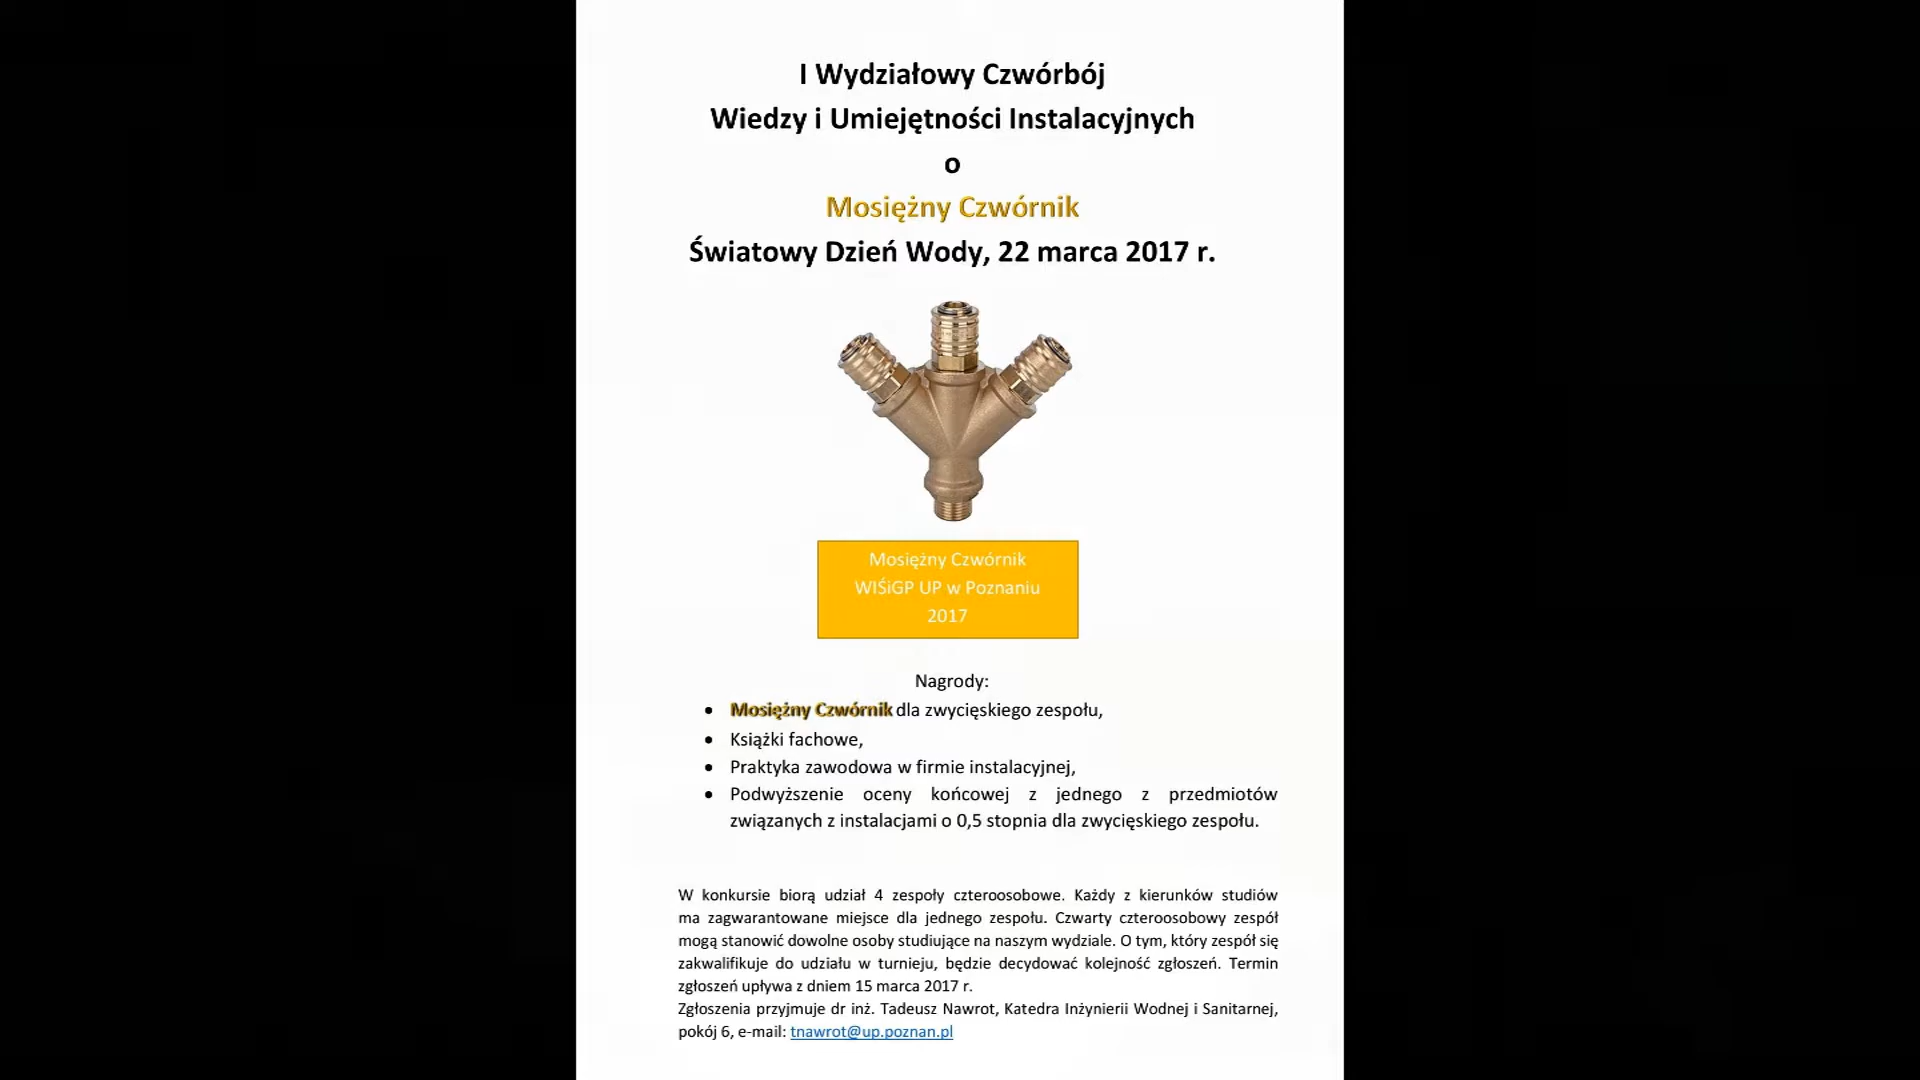 I Wydziałowy Czwórbój
Wiedzy i Umiejętności Instalacyjnych
o
Mosiężny Czwórnik
Światowy Dzień Wody, 22 marca 2017 r.
Mosiężny Czwórnik
WIŚiGP UP w Poznaniu
2017
Nagrody:
• Mosiężny Czwórnik dla zwycięskiego zespołu,
• Książki fachowe,
• Praktyka zawodowa w firmie instalacyjnej,
• Podwyższenie oceny końcowej z jednego z przedmiotów
związanych z instalacjami o 0,5 stopnia dla zwycięskiego zespołu.
W konkursie biorą udział 4 zespoły czteroosobowe. Każdy z kierunków studiów
ma zagwarantowane miejsce dla jednego zespołu. Czwarty czteroosobowy zespół
mogą stanowić dowolne osoby studiujące na naszym wydziale. O tym, który zespół się
zakwalifikuje do udziału w turnieju, będzie decydować kolejność zgłoszeń. Termin
zgłoszeń upływa z dniem 15 marca 2017 r.
Zgłoszenia przyjmuje dr inż. Tadeusz Nawrot, Katedra Inżynierii Wodnej i Sanitarnej,
pokój 6, e-mail: tnawrot@up.poznan.pl